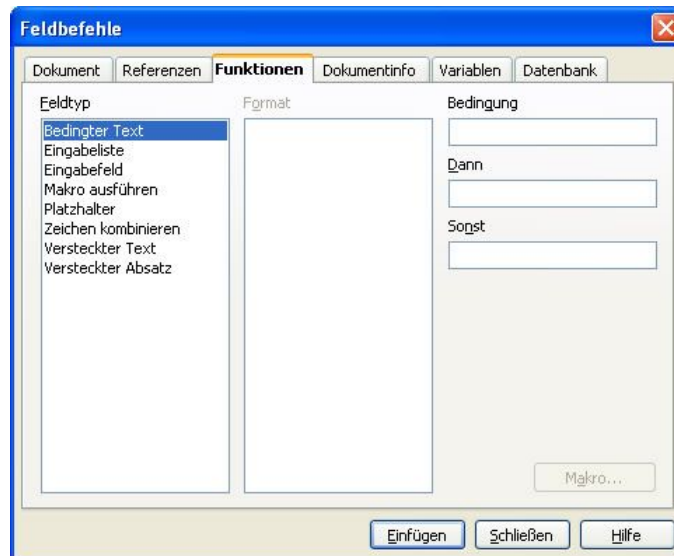 Feldbefehle
Dokument Referenzen Funktionen Dokumentinfo Variablen Datenbank
Feldtyp
Bedingter Text
Eingabeliste
Eingabefeld
Makro ausführen
Platzhalter
Zeichen kombinieren
Versteckter Text
Versteckter Absatz
Format
Bedingung
Dann
Sonst
Makro...
Einfügen Schließen Hilfe